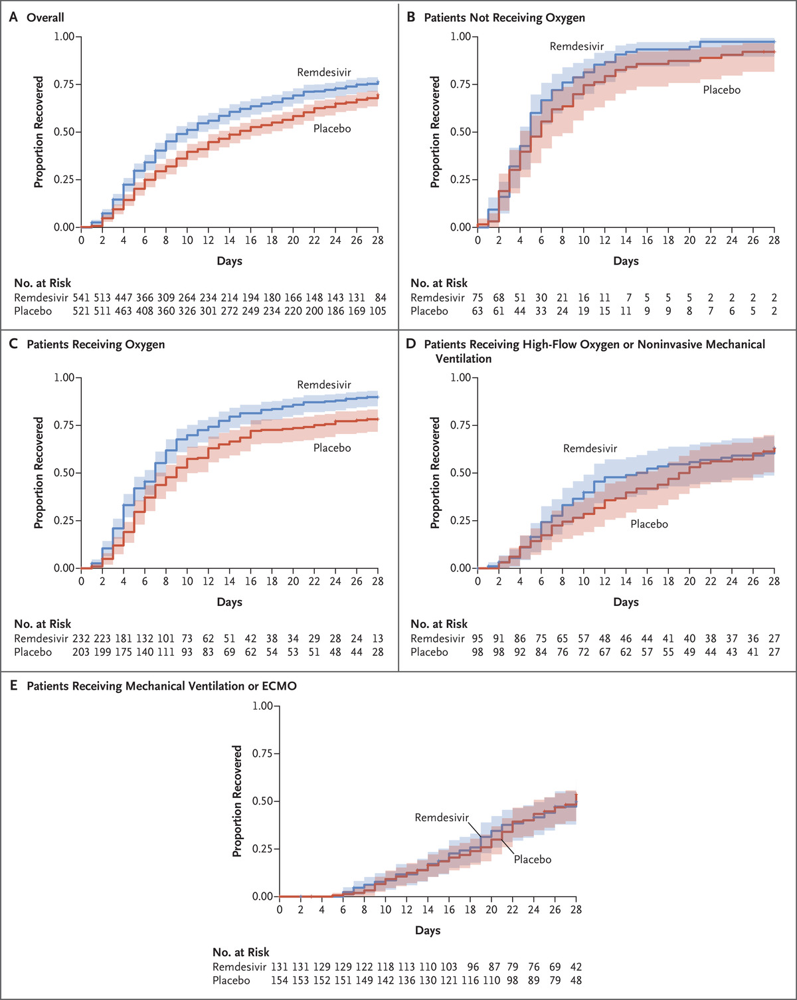 A Overall
1.00
0.75
0.50
0.25
0.00
Proportion Recovered
Remdesivir
Placebo
0 2 4 6 8 10 12 14 16 18 20 22 24 26 28
Days
No. at Risk
Remdesivir 541 513 447 366 309 264 234 214 194 180 166 148 143 131 84
Placebo 521 511 463 408 360 326 301 272 249 234 220 200 186 169 105
B Patients Not Receiving Oxygen
1.00
0.75
0.50
0.25
0.00
Proportion Recovered
Remdesivir
Placebo
0 2 4 6 8 10 12 14 16 18 20 22 24 26 28
Days
No. at Risk
Remdesivir 75 68 51 30 21 16 11 7 5 5 5 2 2 2 2
Placebo 63 61 44 33 24 19 15 11 9 9 8 7 6 5 2
C Patients Receiving Oxygen
1.00
0.75
0.50
0.25
0.00
Proportion Recovered
Remdesivir
Placebo
0 2 4 6 8 10 12 14 16 18 20 22 24 26 28
Days
No. at Risk
Remdesivir 232 223 181 132 101 73 62 51 42 38 34 29 28 24 13
Placebo 203 199 175 140 111 93 83 69 62 54 53 51 48 44 28
D Patients Receiving High-Flow Oxygen or Noninvasive Mechanical
Ventilation
1.00
0.75
0.50
0.25
0.00
Proportion Recovered
Remdesivir
Placebo
0 2 4 6 8 10 12 14 16 18 20 22 24 26 28
Days
No. at Risk
Remdesivir 95 91 86 75 65 57 48 46 44 41 40 38 37 36 27
Placebo 98 98 92 84 76 72 67 62 57 55 49 44 43 41 27
E Patients Receiving Mechanical Ventilation or ECMO
1.00
0.75
0.50
0.25
0.00
Proportion Recovered
Remdesivir
Placebo
0 2 4 6 8 10 12 14 16 18 20 22 24 26 28
Days
No. at Risk
Remdesivir 131 131 129 129 122 118 113 110 103 96 87 79 76 69 42
Placebo 154 153 152 151 149 142 136 130 121 116 110 98 89 79 48